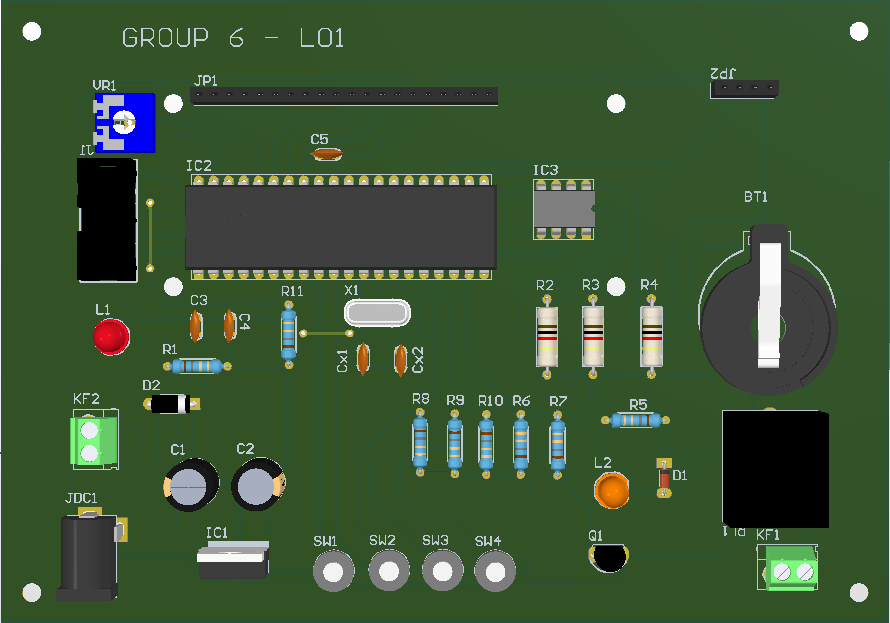 GROUP 6 - L01
VR1
JP1
JP2
C5
J1
IC2
IC3
BT1
R11
X1
R2
R3
R4
L1
C3
C4
R1
Cx1
Cx2
D2
KF2
R8
R9
R10
R6
R7
R5
C1
C2
L2
D1
JDC1
IC1
SW1
SW2
SW3
SW4
Q1
RL1
KF1